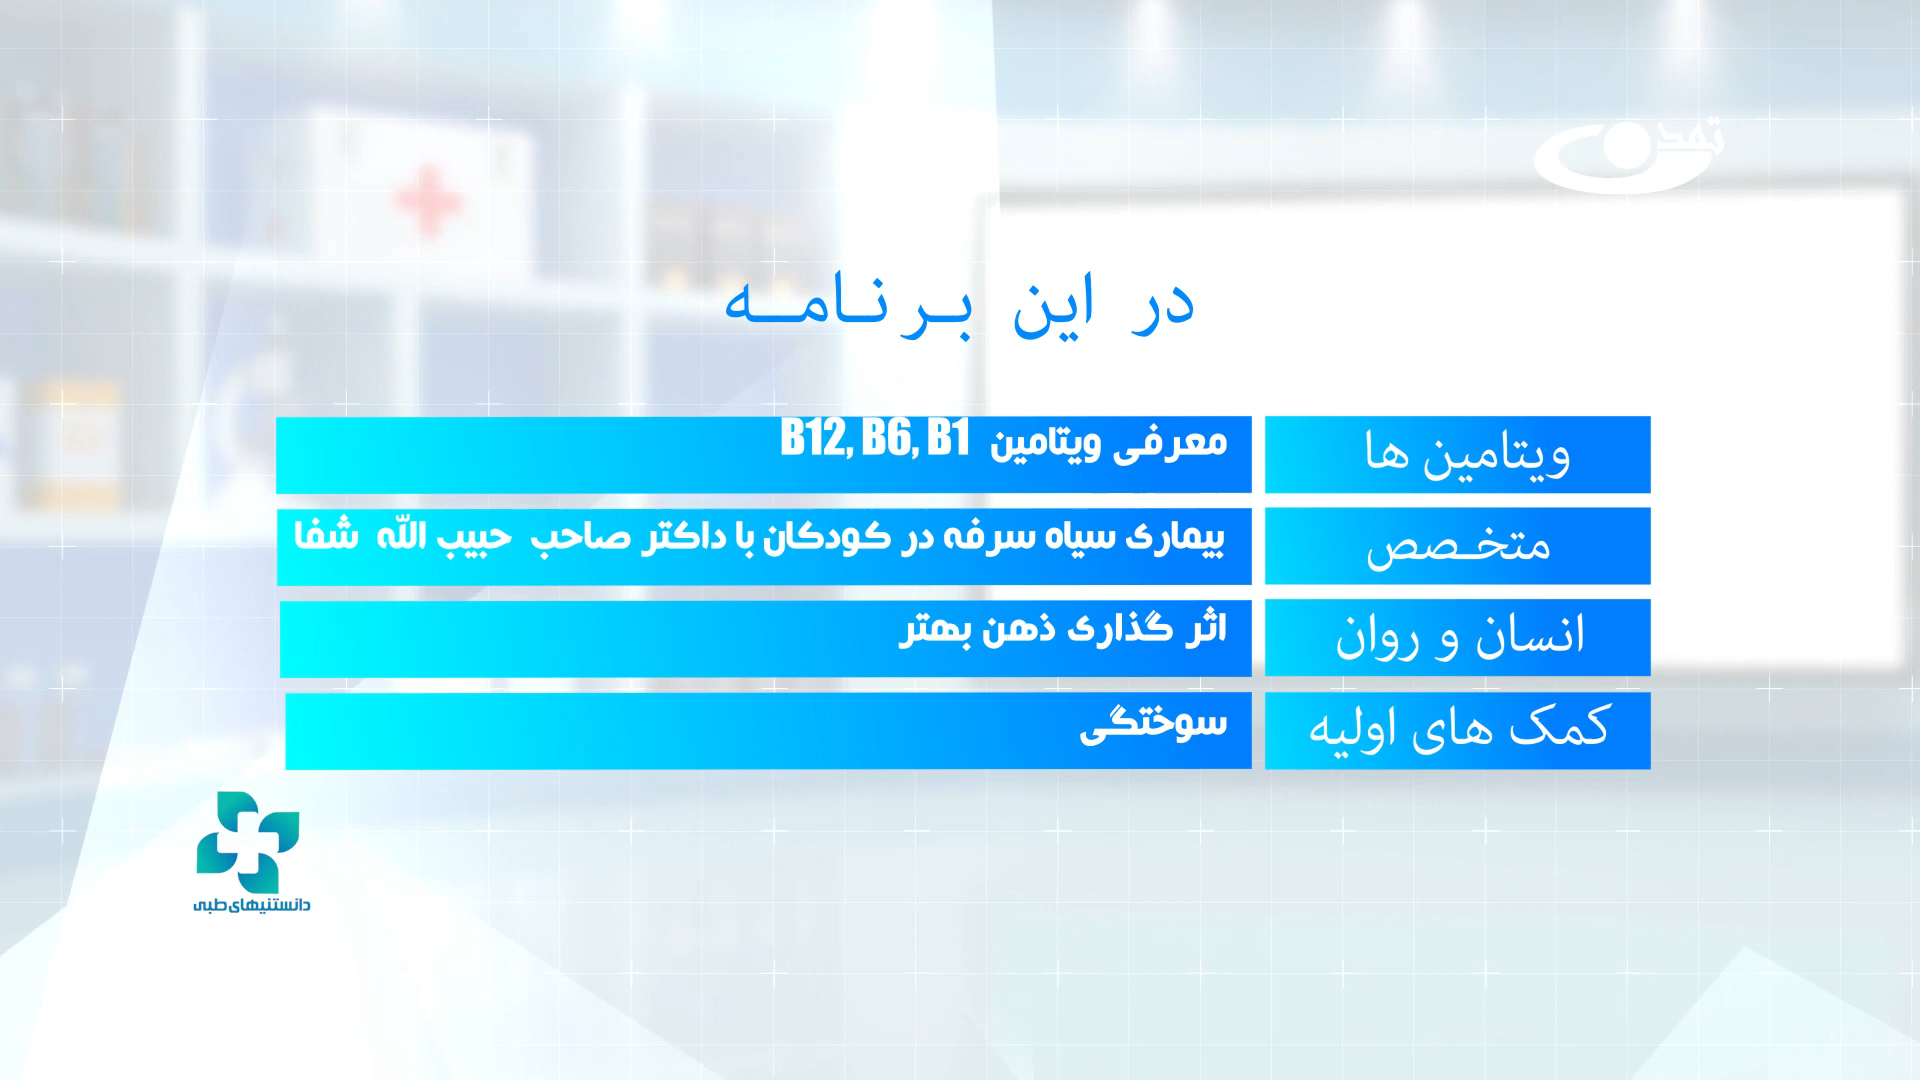 تمدن
در این برنامه
ویتامین ها
معرفی ویتامین B12, B6, B1
متخصص
بیماری سیاه سرفه در کودکان با داکتر صاحب حبیب الله شفا
انسان و روان
اثر گذاری ذهن بهتر
کمک های اولیه
سوختگی
دانستنیهای طبی